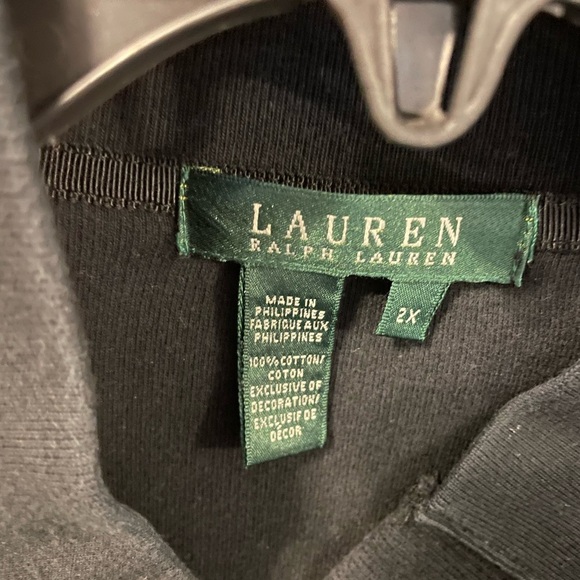 LAUREN
RALPH LAUREN
MADE IN
PHILIPPINES
FABRIQUE AUX
PHILIPPINES
100% COTTON/
COTON
EXCLUSIVE OF
DECORATION/
EXCLUSIF DE
DÉCOR
2X